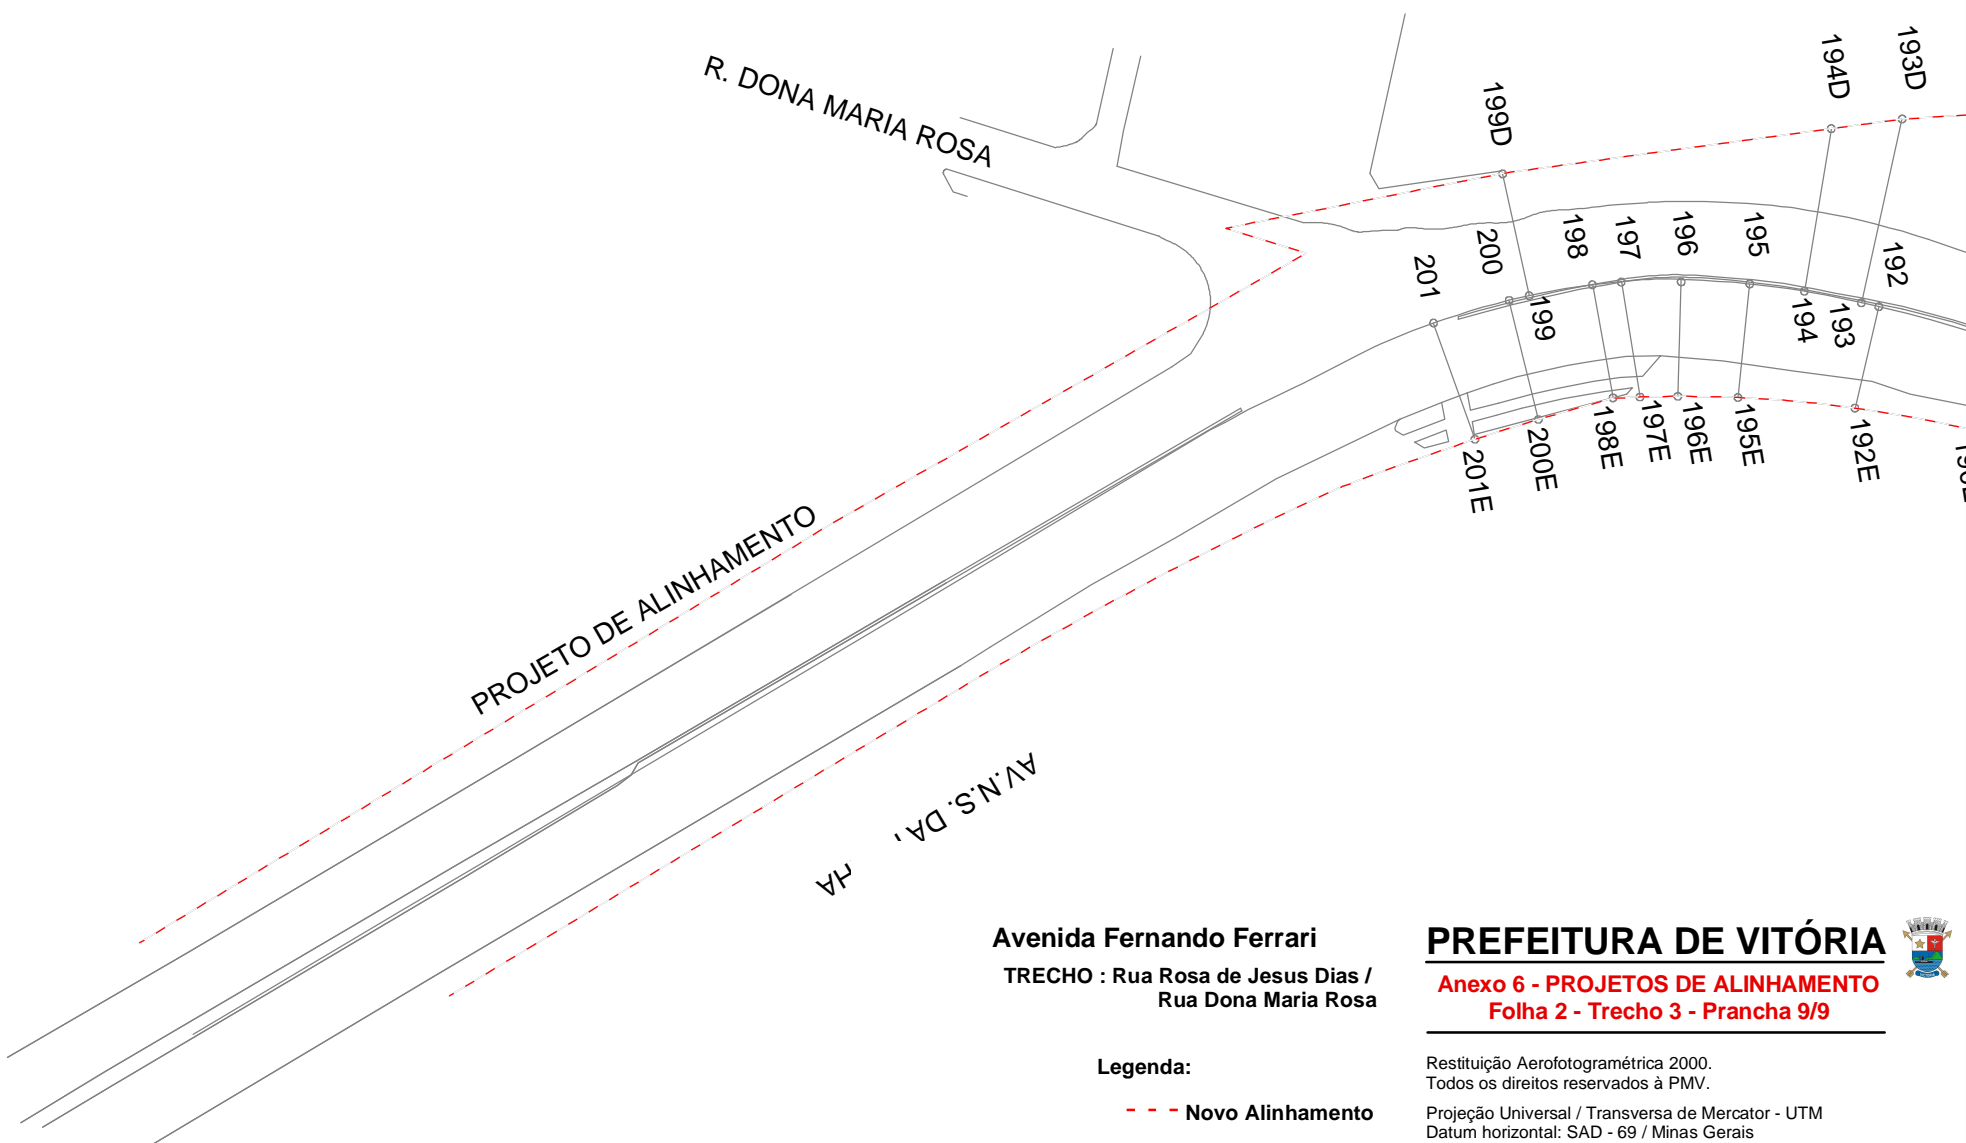 R. DONA MARIA ROSA
199D
194D
193D
201
200
198
197
196
195
192
199
194
193
201E
200E
198E
197E
196E
195E
192E
PROJETO DE ALINHAMENTO
AV.N.S. DA
HA
Avenida Fernando Ferrari
TRECHO : Rua Rosa de Jesus Dias /
Rua Dona Maria Rosa
Legenda:
Novo Alinhamento
PREFEITURA DE VITÓRIA
Anexo 6 - PROJETOS DE ALINHAMENTO
Folha 2 - Trecho 3 - Prancha 9/9
Restituição Aerofotogramétrica 2000.
Todos os direitos reservados à PMV.
Projeção Universal / Transversa de Mercator - UTM
Datum horizontal: SAD - 69 / Minas Gerais